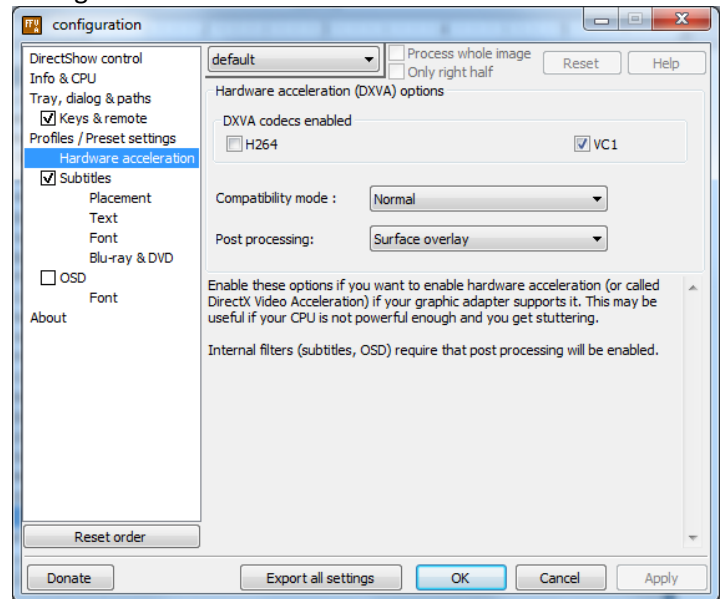 configuration
DirectShow control
Info & CPU
Tray, dialog & paths
Keys & remote
Profiles / Preset settings
Hardware acceleration
Subtitles
Placement
Text
Font
Blu-ray & DVD
OSD
Font
About
Reset order
default
Process whole image
Only right half
Reset
Help
Hardware acceleration (DXVA) options
DXVA codecs enabled
H264
VC1
Compatibility mode :
Normal
Post processing:
Surface overlay
Enable these options if you want to enable hardware acceleration (or called
DirectX Video Acceleration) if your graphic adapter supports it. This may be
useful if your CPU is not powerful enough and you get stuttering.
Internal filters (subtitles, OSD) require that post processing will be enabled.
Donate
Export all settings
OK
Cancel
Apply